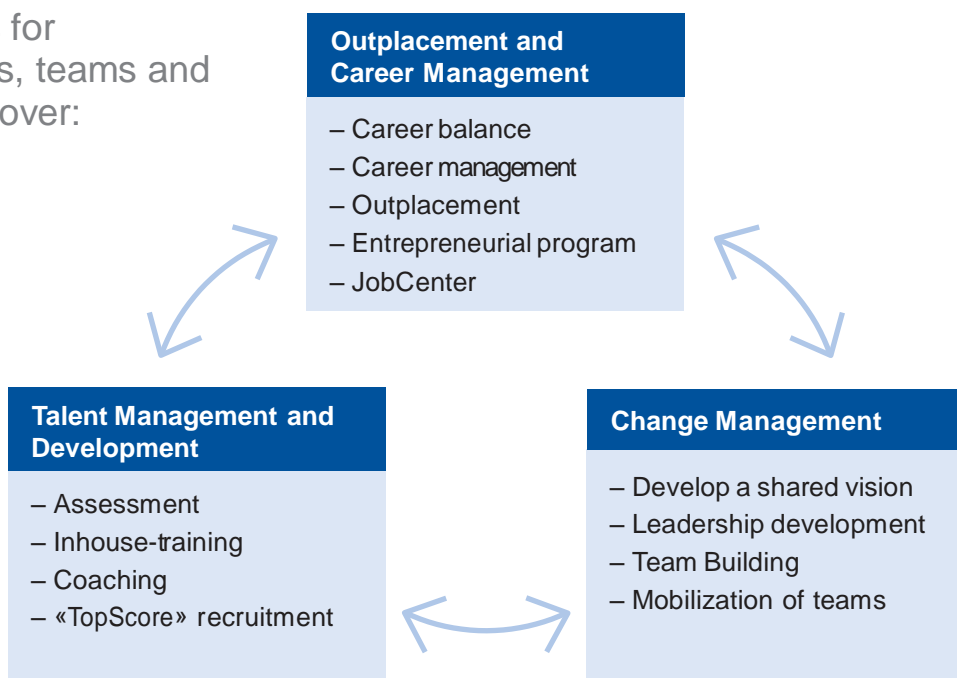 for
s, teams and
over:
Outplacement and
Career Management
– Career balance
– Career management
– Outplacement
– Entrepreneurial program
– JobCenter
Talent Management and
Development
– Assessment
– Inhouse-training
– Coaching
– «TopScore» recruitment
Change Management
– Develop a shared vision
– Leadership development
– Team Building
– Mobilization of teams